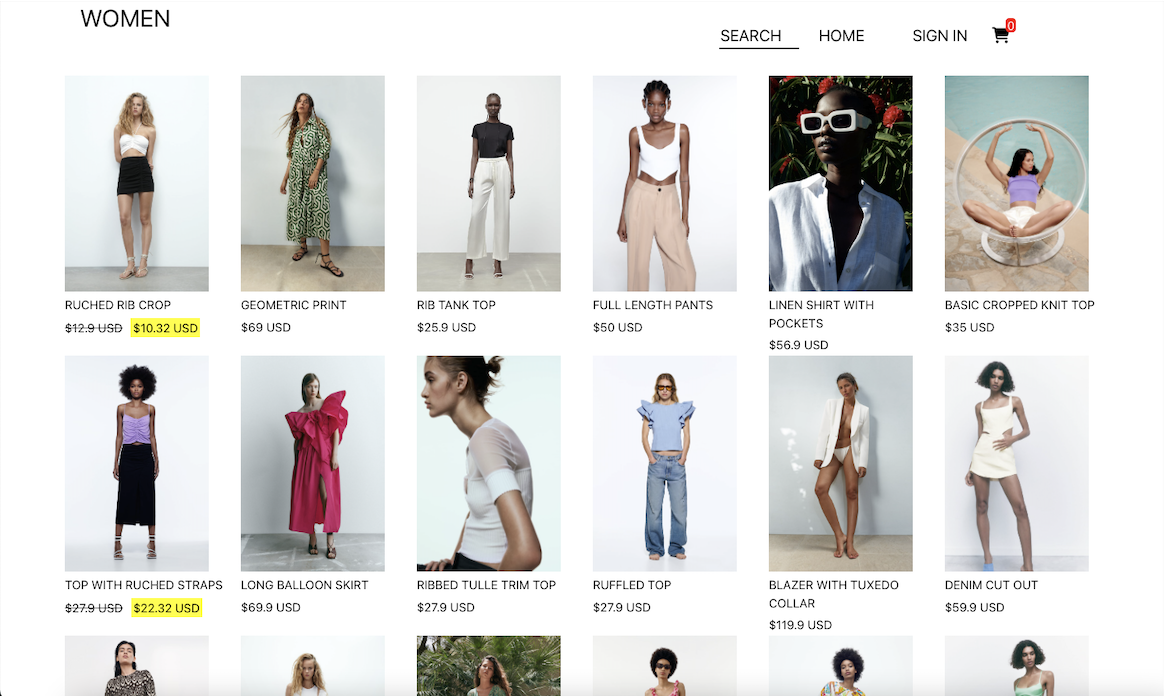 WOMEN
SEARCH
HOME
SIGN IN
0
RUCHED RIB CROP
$12.9 USD $10.32 USD
GEOMETRIC PRINT
$69 USD
RIB TANK TOP
$25.9 USD
FULL LENGTH PANTS
$50 USD
LINEN SHIRT WITH
POCKETS
$56.9 USD
BASIC CROPPED KNIT TOP
$35 USD
TOP WITH RUCHED STRAPS
$27.9 USD $22.32 USD
LONG BALLOON SKIRT
$69.9 USD
RIBBED TULLE TRIM TOP
$27.9 USD
RUFFLED TOP
$27.9 USD
BLAZER WITH TUXEDO
COLLAR
$119.9 USD
DENIM CUT OUT
$59.9 USD